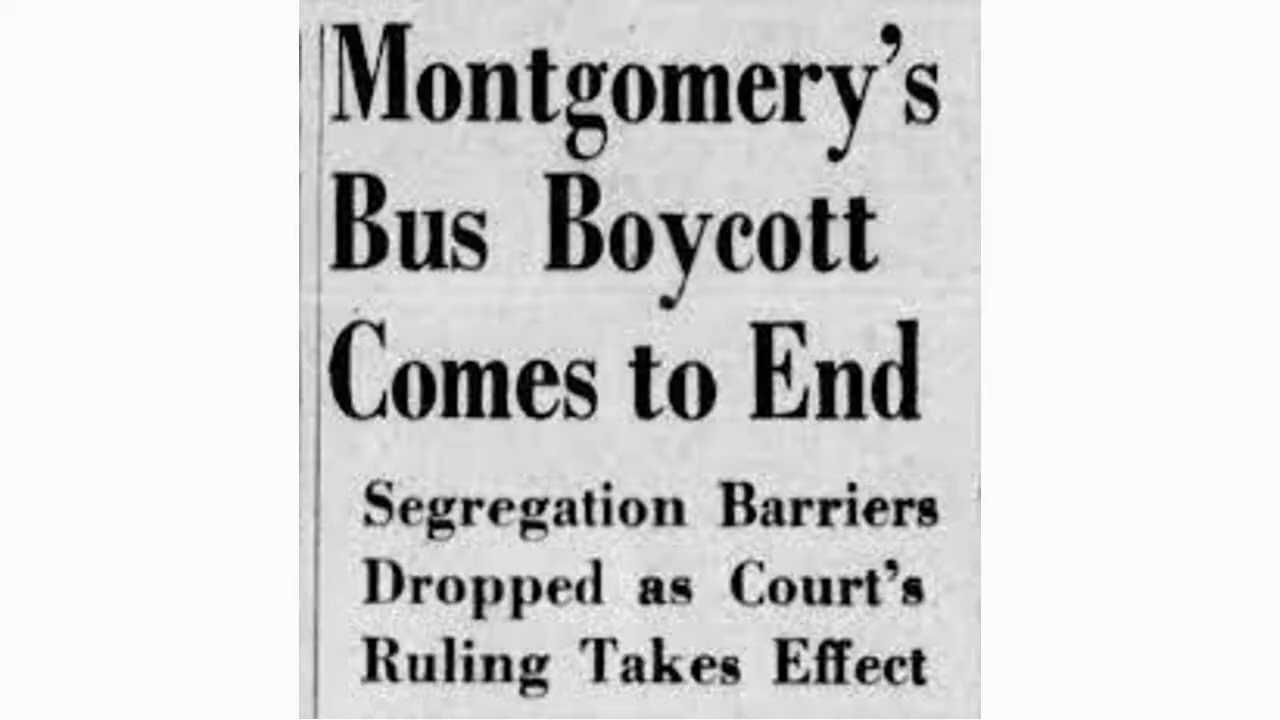 Montgomery's
Bus Boycott
Comes to End
Segregation Barriers
Dropped as Court's
Ruling Takes Effect